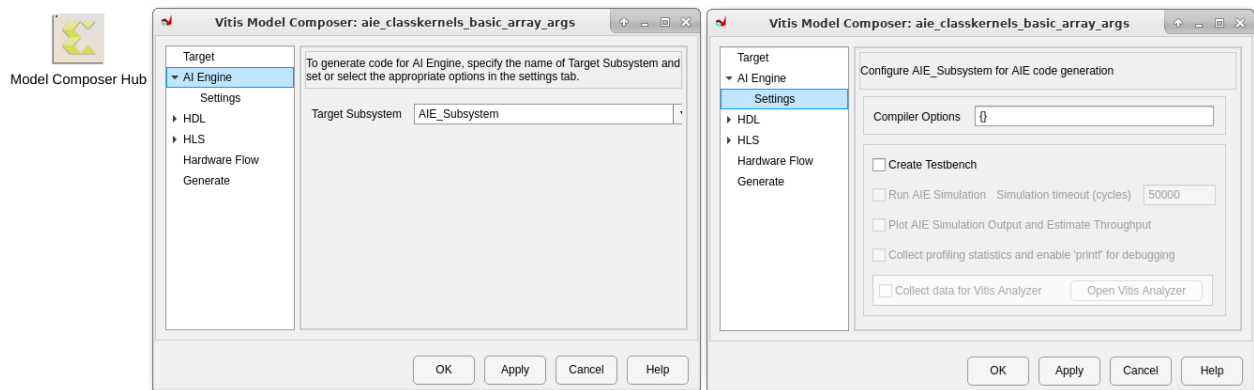 Model Composer Hub
Vitis Model Composer: aie_classkernels_basic_array_args
Target
AI Engine
Settings
HDL
HLS
Hardware Flow
Generate
To generate code for AI Engine, specify the name of Target Subsystem and
set or select the appropriate options in the settings tab.
Target Subsystem AIE_Subsystem
OK Apply Cancel Help
Vitis Model Composer: aie_classkernels_basic_array_args
Target
AI Engine
Settings
HDL
HLS
Hardware Flow
Generate
Configure AIE_Subsystem for AIE code generation
Compiler Options {}
Create Testbench
Run AIE Simulation Simulation timeout (cycles) 50000
Plot AIE Simulation Output and Estimate Throughput
Collect profiling statistics and enable 'printf' for debugging
Collect data for Vitis Analyzer Open Vitis Analyzer
OK Apply Cancel Help